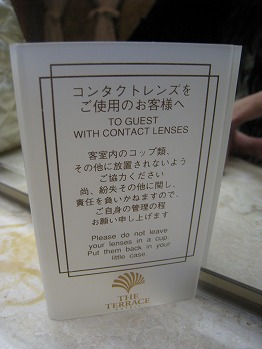 コンタクトレンズを
ご使用のお客様へ
TO GUEST
WITH CONTACT LENSES
客室内のコップ類、
その他に放置されないよう
ご協力ください
尚、紛失その他に関し、
責任を負いかねますので、
ご自身の管理の程
お願い申し上げます
Please do not leave
your lenses in a cup.
Put them back in your
little case.
THE
TERRACE